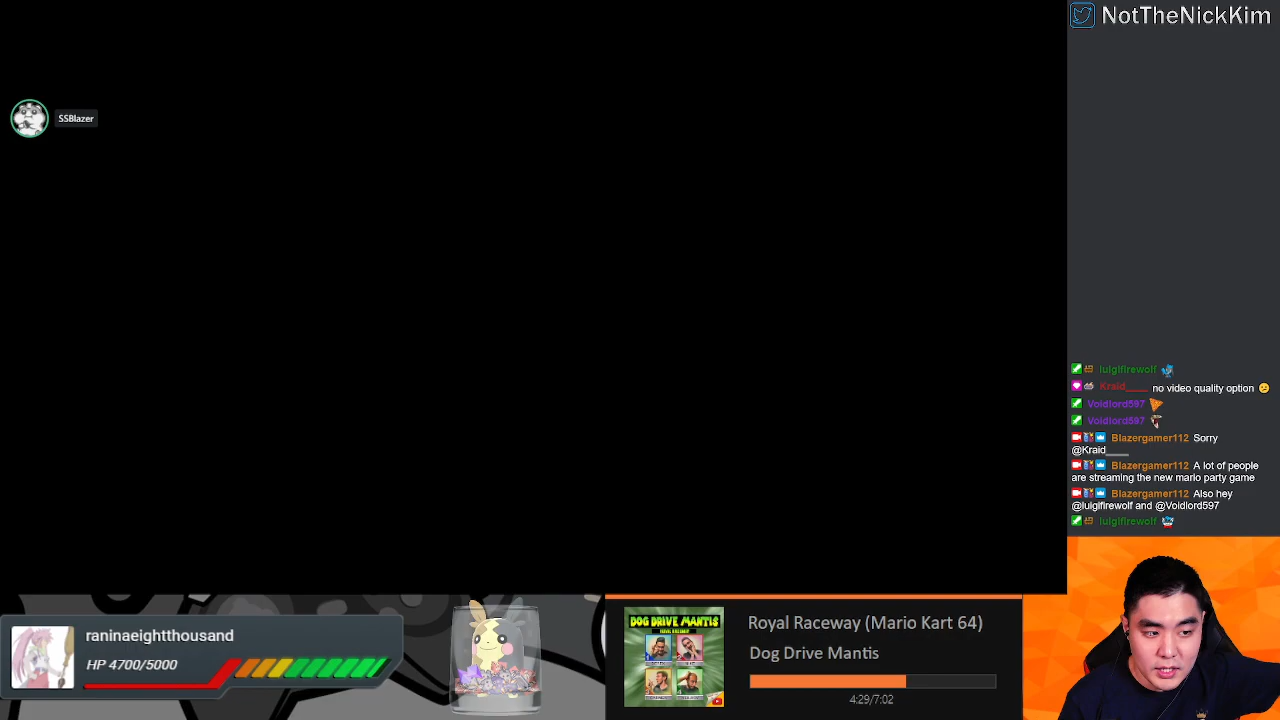 NotTheNickKim
SSBlazer
luigifirewolf
Kraid____ no video quality option
Voidlord597
Voidlord597
Blazergamer112 Sorry
@Kraid____
Blazergamer112 A lot of people
are streaming the new mario party game
Blazergamer112 Also hey
@luigifirewolf and @Voidlord597
luigifirewolf
raninaeightthousand
HP 4700/5000
DOG DRIVE MANTIS
Royal Raceway (Mario Kart 64)
Dog Drive Mantis
4:29/7:02